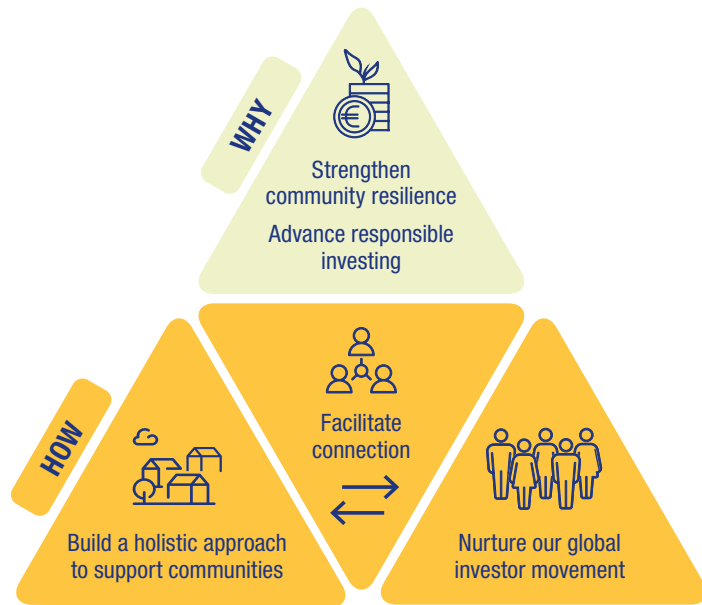 WHY
Strengthen
community resilience
Advance responsible
investing
HOW
Build a holistic approach
to support communities
Facilitate
connection
Nurture our global
investor movement